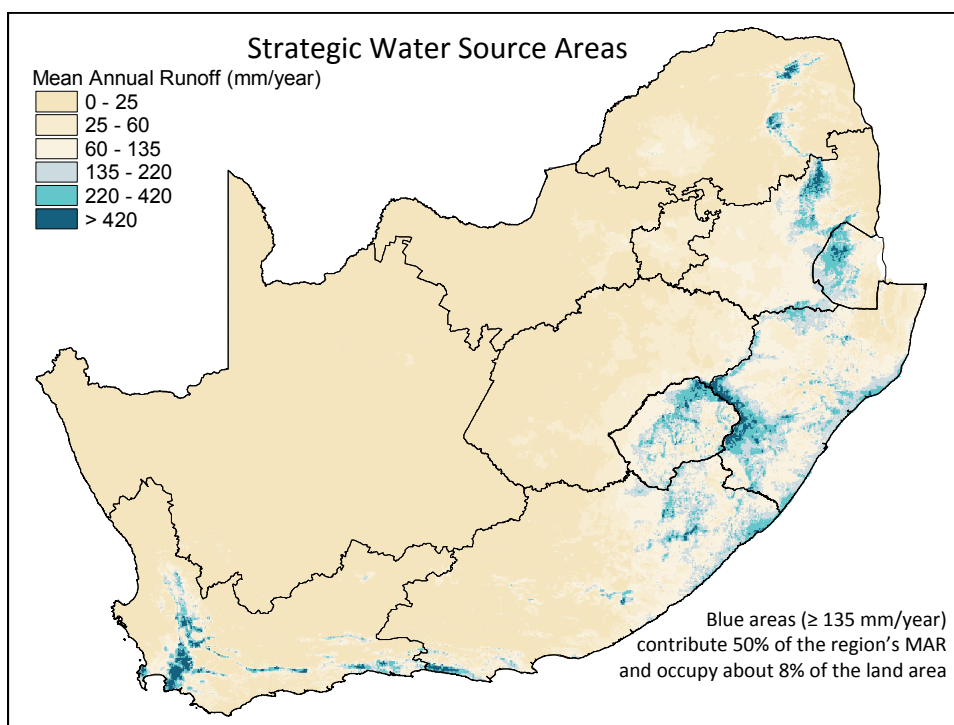 Strategic Water Source Areas
Mean Annual Runoff (mm/year)
0 - 25
25 - 60
60 - 135
135 - 220
220 - 420
> 420
Blue areas (≥ 135 mm/year)
contribute 50% of the region's MAR
and occupy about 8% of the land area